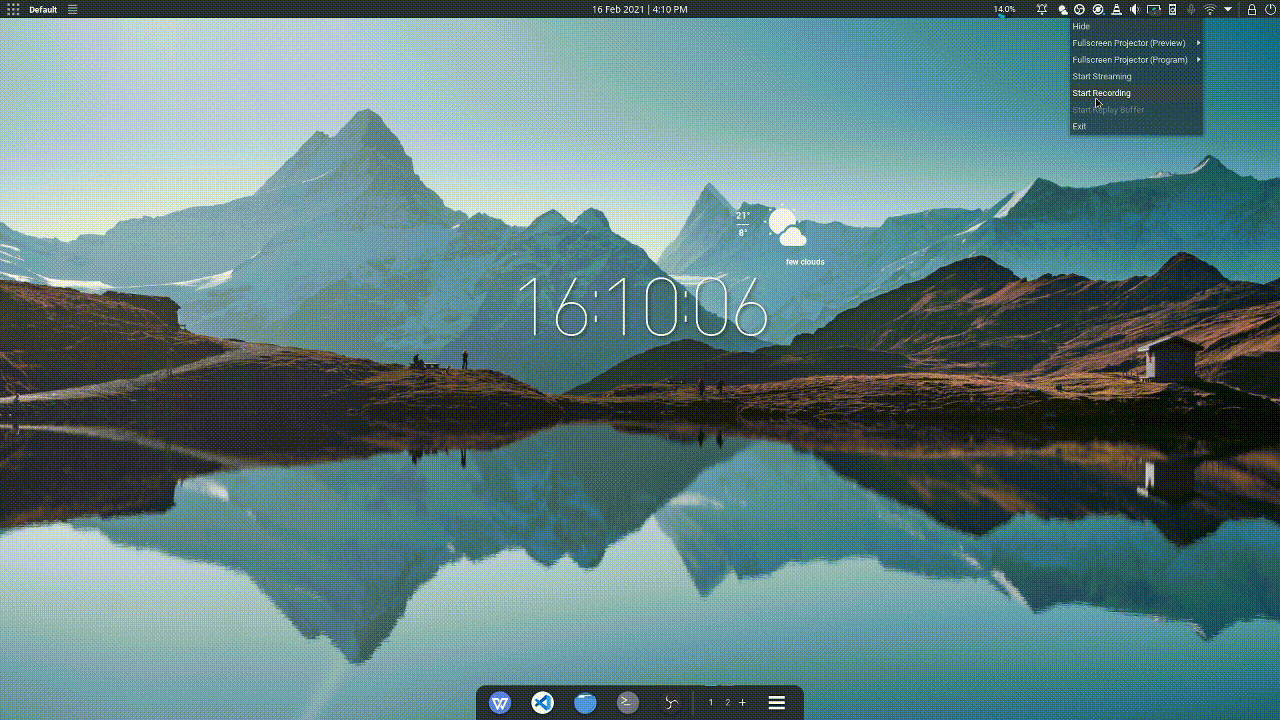 Default
16 Feb 2021 | 4:10 PM
14.0%
Hide
Fullscreen Projector (Preview)
Fullscreen Projector (Program)
Start Streaming
Start Recording
Start Replay Buffer
Exit
21°
8°
few clouds
16:10:06
1 2 +